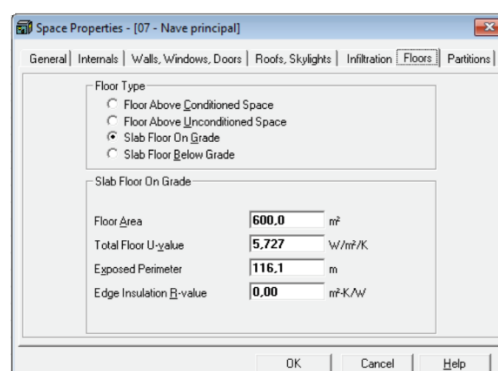 Space Properties - [07 - Nave principal]
General Internals Walls, Windows, Doors Roofs, Skylights Infiltration Floors Partitions
Floor Type
Floor Above Conditioned Space
Floor Above Unconditioned Space
Slab Floor On Grade
Slab Floor Below Grade
Slab Floor On Grade
Floor Area 600,0 m²
Total Floor U-value 5,727 W/m²/K
Exposed Perimeter 116,1 m
Edge Insulation R-value 0,00 m²-K/W
OK Cancel Help